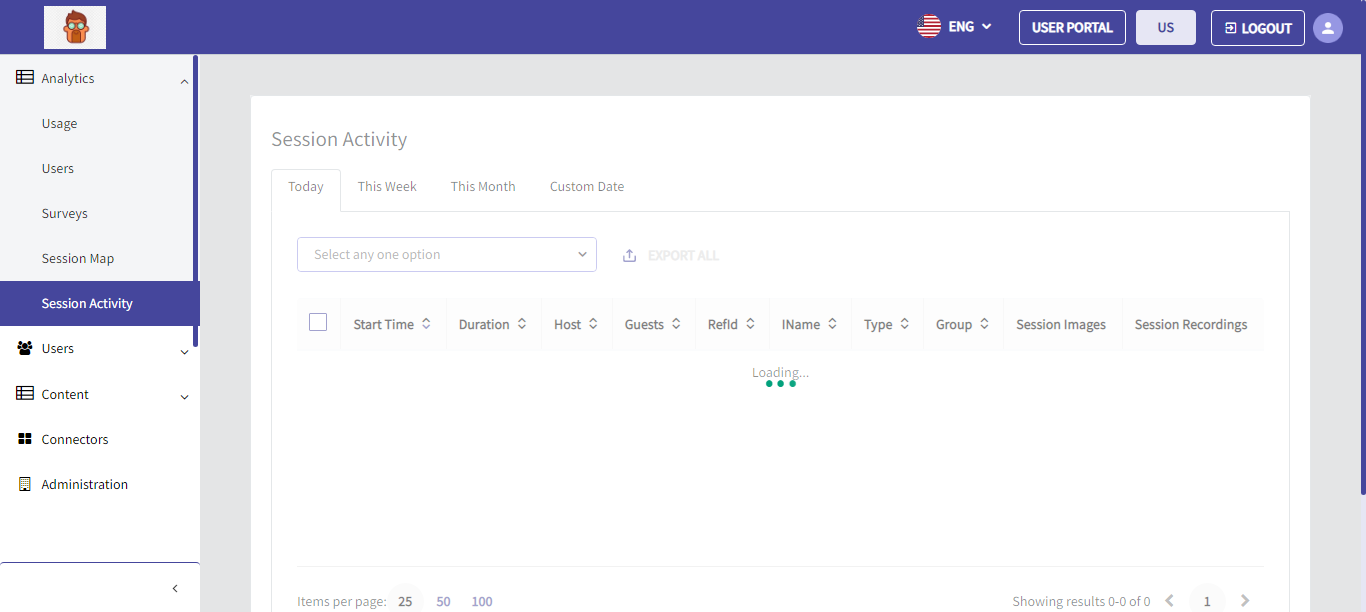 ENG USER PORTAL US LOGOUT
Analytics
Usage
Users
Surveys
Session Map
Session Activity
Users
Content
Connectors
Administration
Session Activity
Today This Week This Month Custom Date
Select any one option EXPORT ALL
Start Time Duration Host Guests RefId IName Type Group Session Images Session Recordings
Loading...
Items per page: 25 50 100 Showing results 0-0 of 0 1